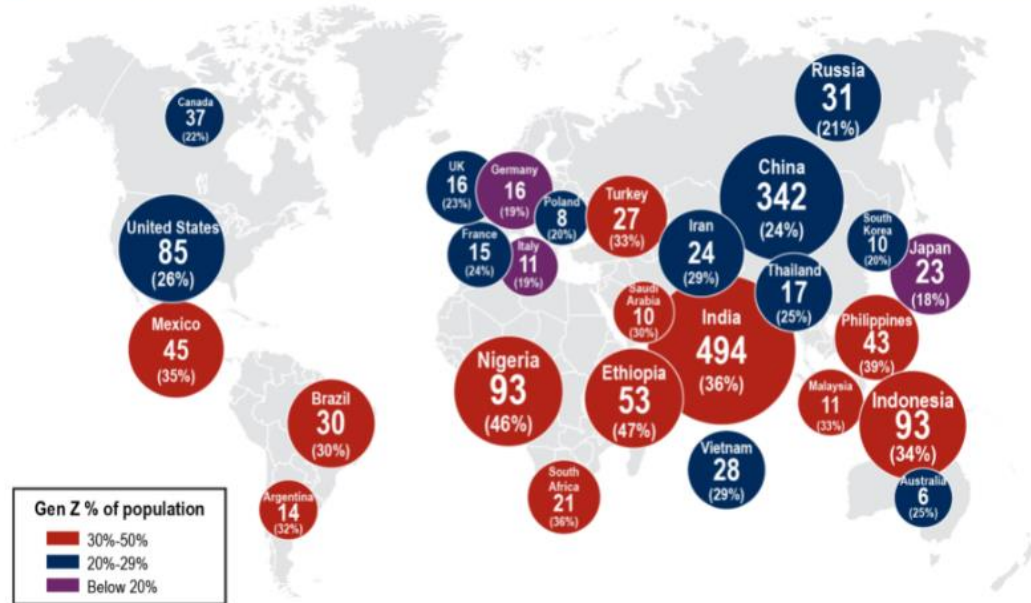 Canada
37
(22%)
United States
85
(26%)
Mexico
45
(35%)
Brazil
30
(30%)
Argentina
14
(32%)
UK
16
(23%)
Germany
16
(19%)
Poland
8
(20%)
France
15
(24%)
Italy
11
(19%)
Turkey
27
(33%)
Russia
31
(21%)
China
342
(24%)
Iran
24
(29%)
South
Korea
10
(20%)
Japan
23
(18%)
Thailand
17
(25%)
Saudi
Arabia
10
(30%)
India
494
(36%)
Philippines
43
(39%)
Nigeria
93
(46%)
Ethiopia
53
(47%)
Malaysia
11
(33%)
Indonesia
93
(34%)
Vietnam
28
(29%)
South
Africa
21
(36%)
Australia
6
(25%)
Gen Z % of population
30%-50%
20%-29%
Below 20%